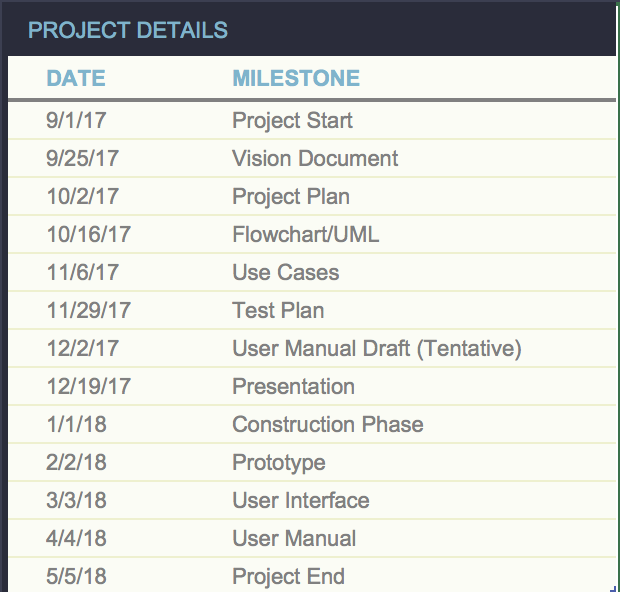 PROJECT DETAILS
DATE MILESTONE
9/1/17 Project Start
9/25/17 Vision Document
10/2/17 Project Plan
10/16/17 Flowchart/UML
11/6/17 Use Cases
11/29/17 Test Plan
12/2/17 User Manual Draft (Tentative)
12/19/17 Presentation
1/1/18 Construction Phase
2/2/18 Prototype
3/3/18 User Interface
4/4/18 User Manual
5/5/18 Project End